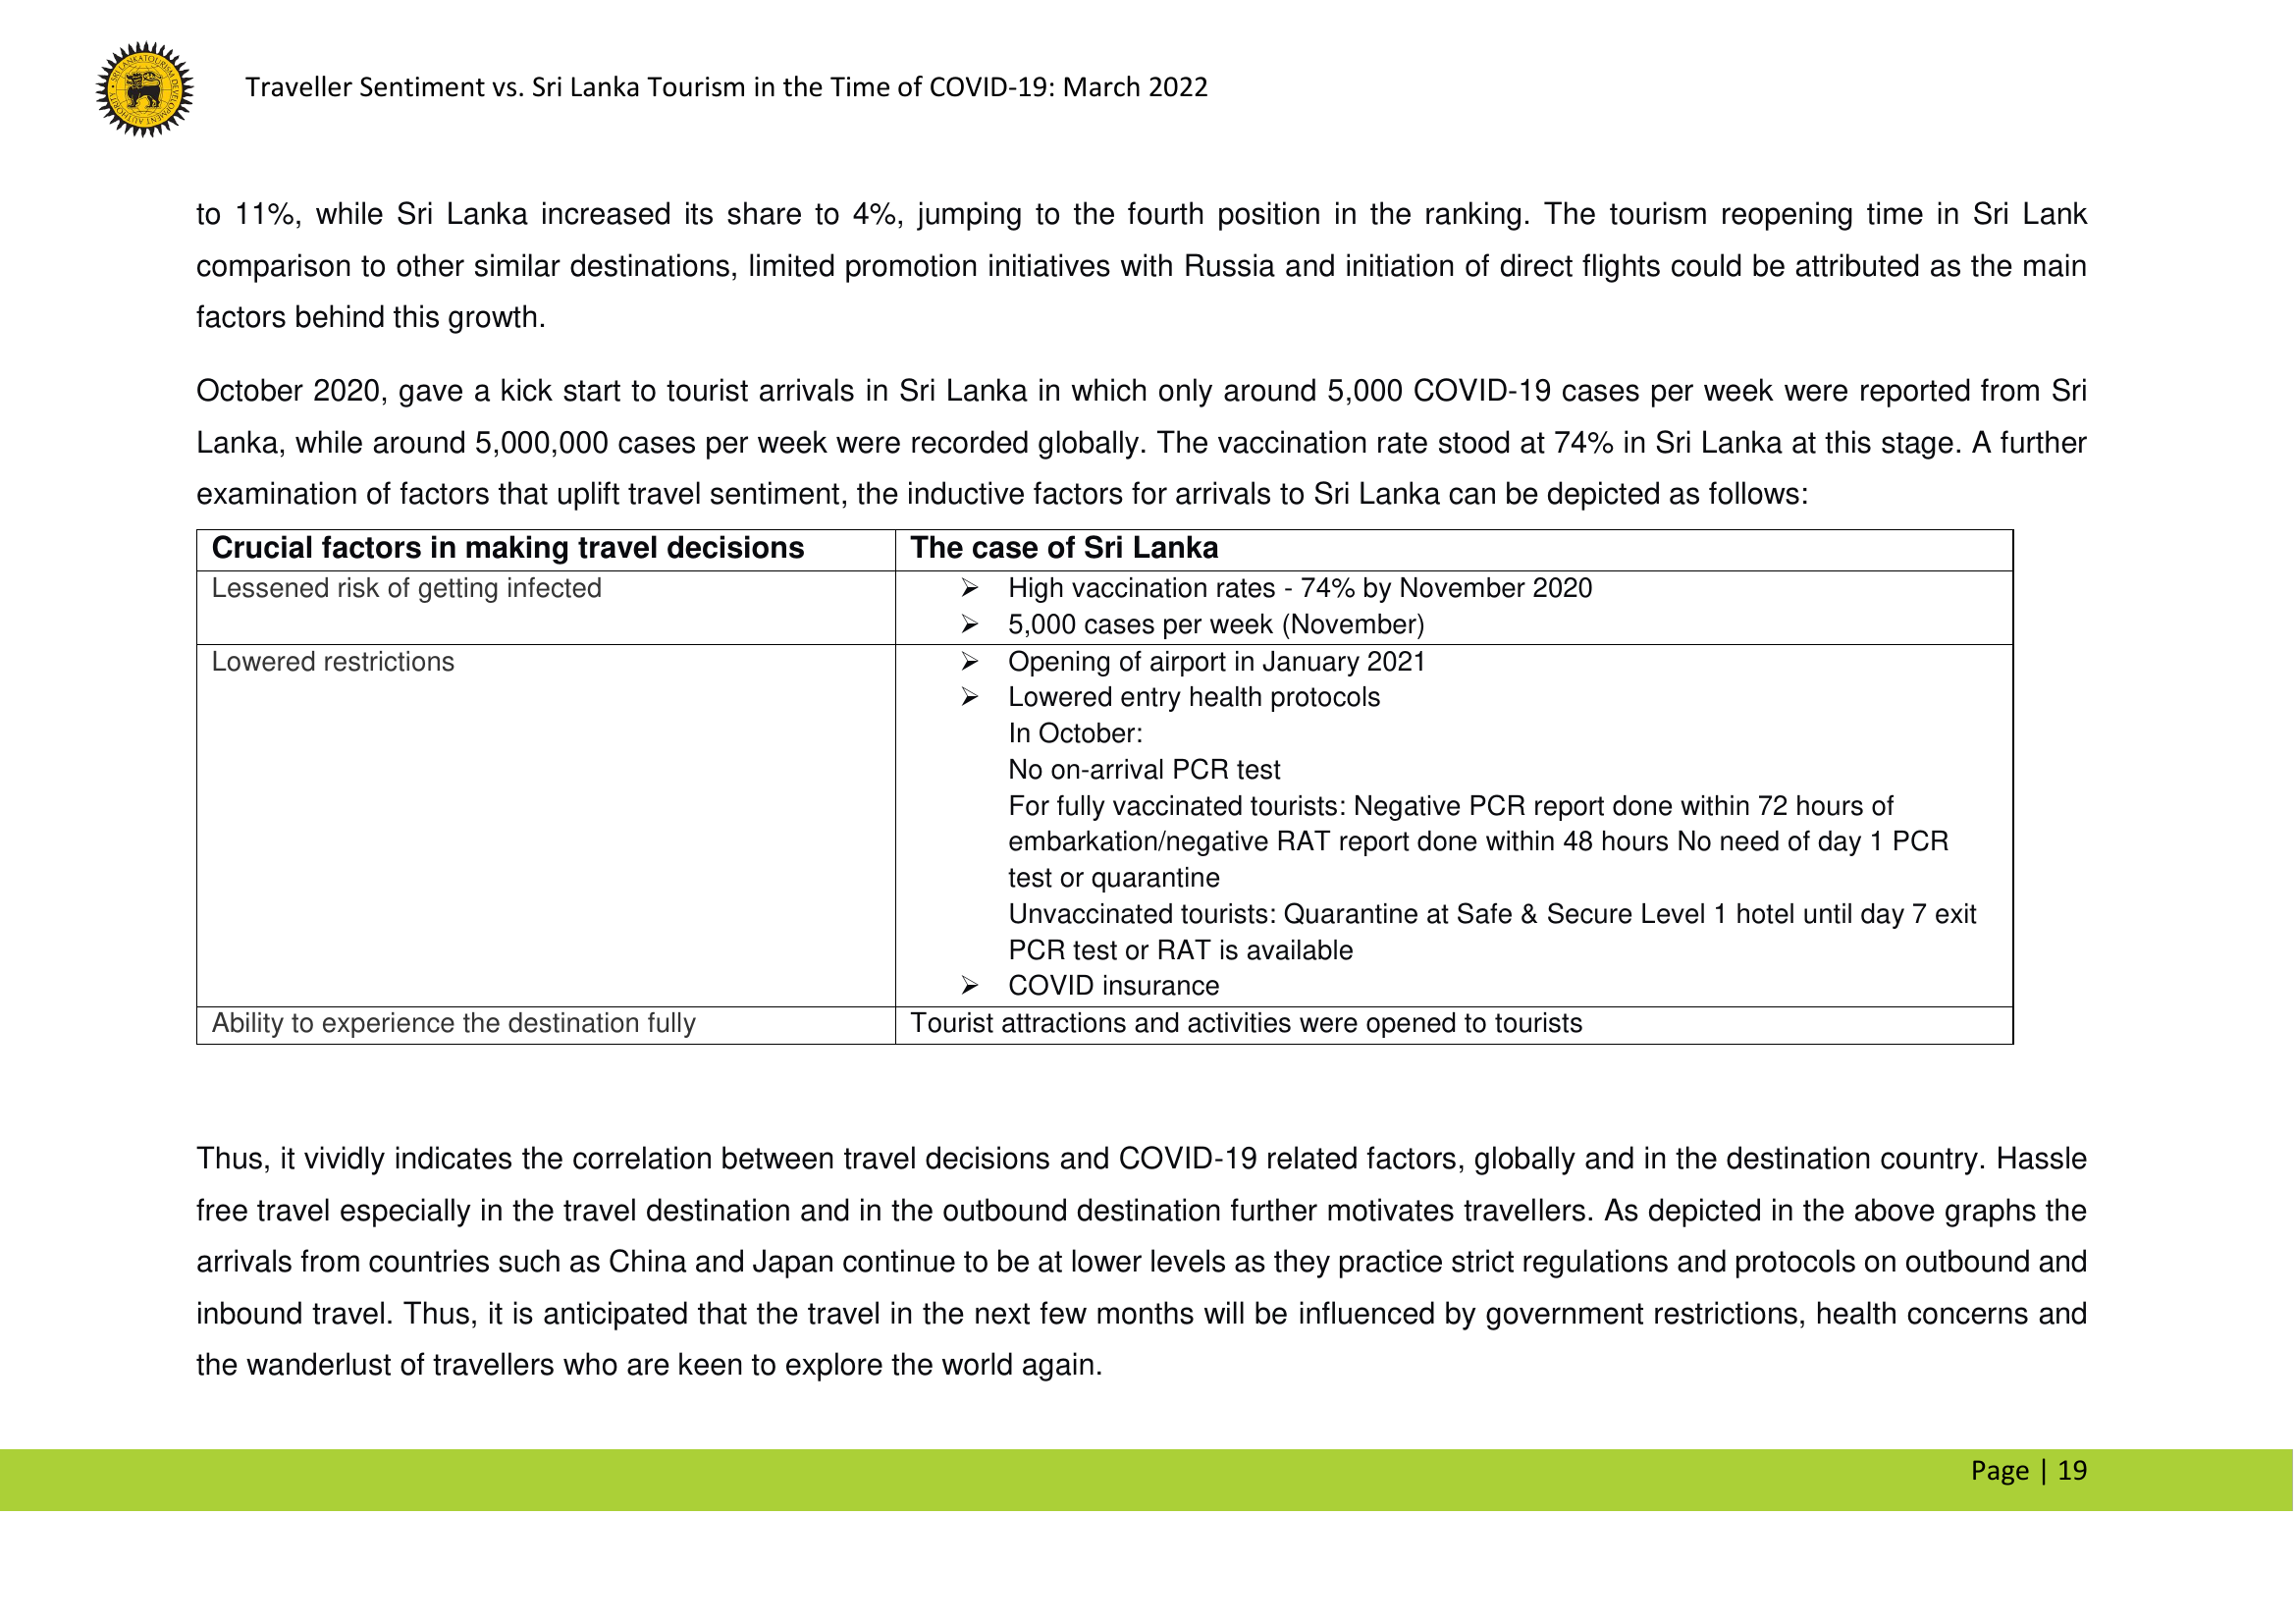 SRI LANKA TOURISM DEVELOPMENT AUTHORITY
Traveller Sentiment vs. Sri Lanka Tourism in the Time of COVID-19: March 2022
to 11%, while Sri Lanka increased its share to 4%, jumping to the fourth position in the ranking. The tourism reopening time in Sri Lank
comparison to other similar destinations, limited promotion initiatives with Russia and initiation of direct flights could be attributed as the main
factors behind this growth.
October 2020, gave a kick start to tourist arrivals in Sri Lanka in which only around 5,000 COVID-19 cases per week were reported from Sri
Lanka, while around 5,000,000 cases per week were recorded globally. The vaccination rate stood at 74% in Sri Lanka at this stage. A further
examination of factors that uplift travel sentiment, the inductive factors for arrivals to Sri Lanka can be depicted as follows:
Crucial factors in making travel decisions
The case of Sri Lanka
Lessened risk of getting infected
➢ High vaccination rates - 74% by November 2020
➢ 5,000 cases per week (November)
Lowered restrictions
➢ Opening of airport in January 2021
➢ Lowered entry health protocols
In October:
No on-arrival PCR test
For fully vaccinated tourists: Negative PCR report done within 72 hours of
embarkation/negative RAT report done within 48 hours No need of day 1 PCR
test or quarantine
Unvaccinated tourists: Quarantine at Safe & Secure Level 1 hotel until day 7 exit
PCR test or RAT is available
➢ COVID insurance
Ability to experience the destination fully
Tourist attractions and activities were opened to tourists
Thus, it vividly indicates the correlation between travel decisions and COVID-19 related factors, globally and in the destination country. Hassle
free travel especially in the travel destination and in the outbound destination further motivates travellers. As depicted in the above graphs the
arrivals from countries such as China and Japan continue to be at lower levels as they practice strict regulations and protocols on outbound and
inbound travel. Thus, it is anticipated that the travel in the next few months will be influenced by government restrictions, health concerns and
the wanderlust of travellers who are keen to explore the world again.
Page | 19